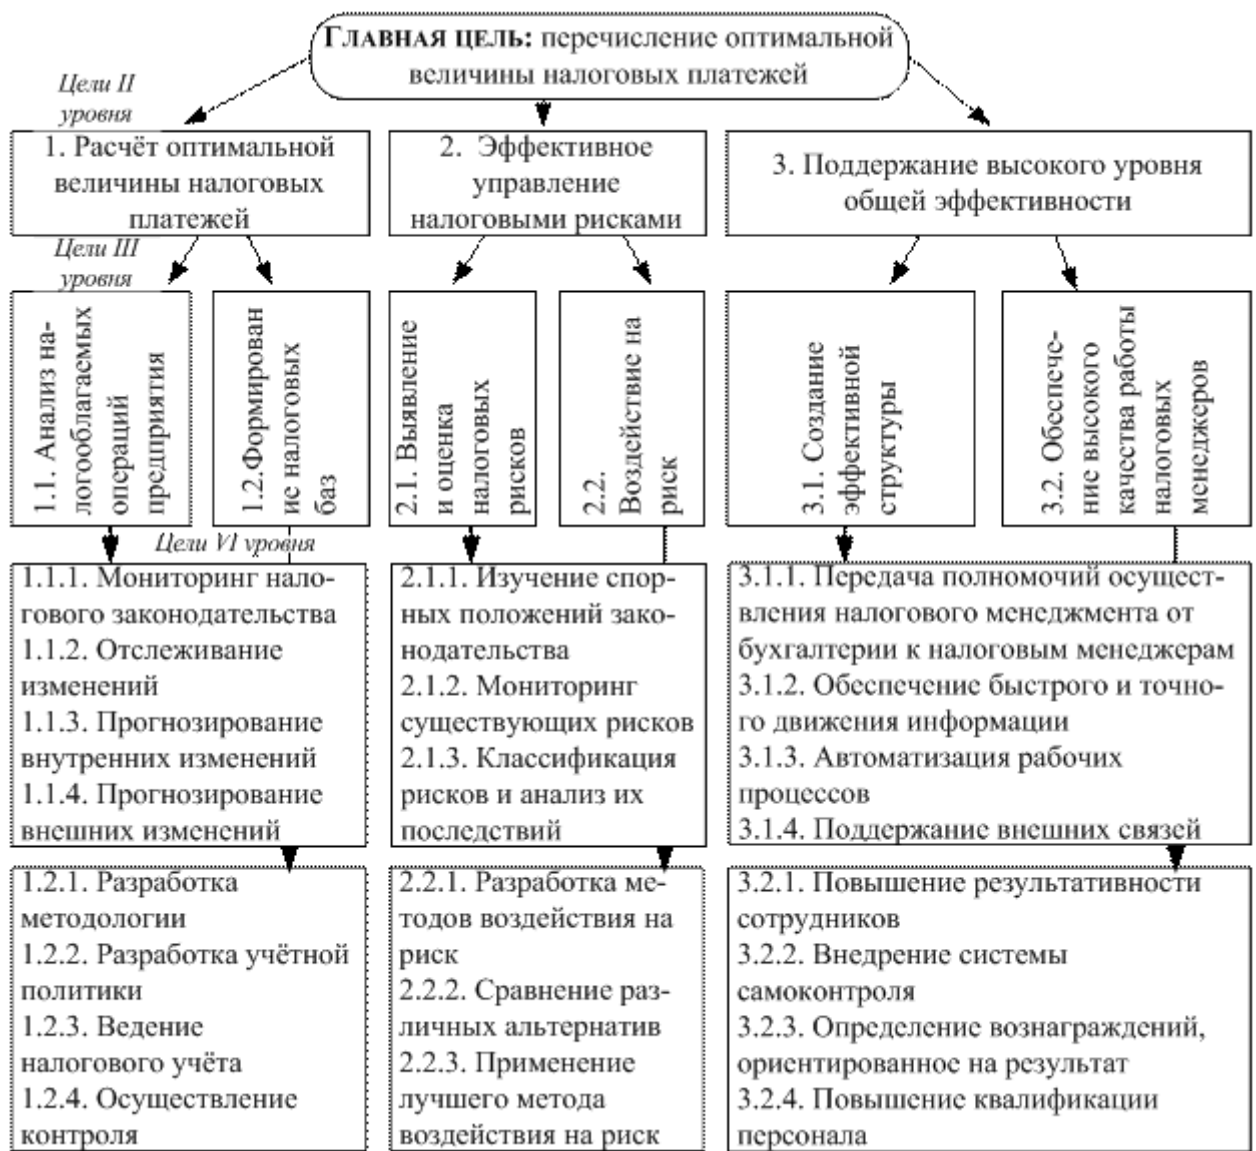 ГЛАВНАЯ ЦЕЛЬ: перечисление оптимальной
величины налоговых платежей
Цели II
уровня
1. Расчёт оптимальной
величины налоговых
платежей
2. Эффективное
управление
налоговыми рисками
3. Поддержание высокого уровня
общей эффективности
Цели III
уровня
1.1. Анализ на-
логооблагаемых
операций
предприятия
1.2.Формирован
ие налоговых
баз
2.1. Выявление
и оценка
налоговых
рисков
2.2.
Воздействие на
риск
3.1. Создание
эффективной
структуры
3.2. Обеспече-
ние высокого
качества работы
налоговых
менеджеров
Цели VI уровня
1.1.1. Мониторинг нало-
гового законодательства
1.1.2. Отслеживание
изменений
1.1.3. Прогнозирование
внутренних изменений
1.1.4. Прогнозирование
внешних изменений
2.1.1. Изучение спор-
ных положений зако-
нодательства
2.1.2. Мониторинг
существующих рисков
2.1.3. Классификация
рисков и анализ их
последствий
3.1.1. Передача полномочий осущест-
вления налогового менеджмента от
бухгалтерии к налоговым менеджерам
3.1.2. Обеспечение быстрого и точно-
го движения информации
3.1.3. Автоматизация рабочих
процессов
3.1.4. Поддержание внешних связей
1.2.1. Разработка
методологии
1.2.2. Разработка учётной
политики
1.2.3. Ведение
налогового учёта
1.2.4. Осуществление
контроля
2.2.1. Разработка ме-
тодов воздействия на
риск
2.2.2. Сравнение раз-
личных альтернатив
2.2.3. Применение
лучшего метода
воздействия на риск
3.2.1. Повышение результативности
сотрудников
3.2.2. Внедрение системы
самоконтроля
3.2.3. Определение вознаграждений,
ориентированное на результат
3.2.4. Повышение квалификации
персонала